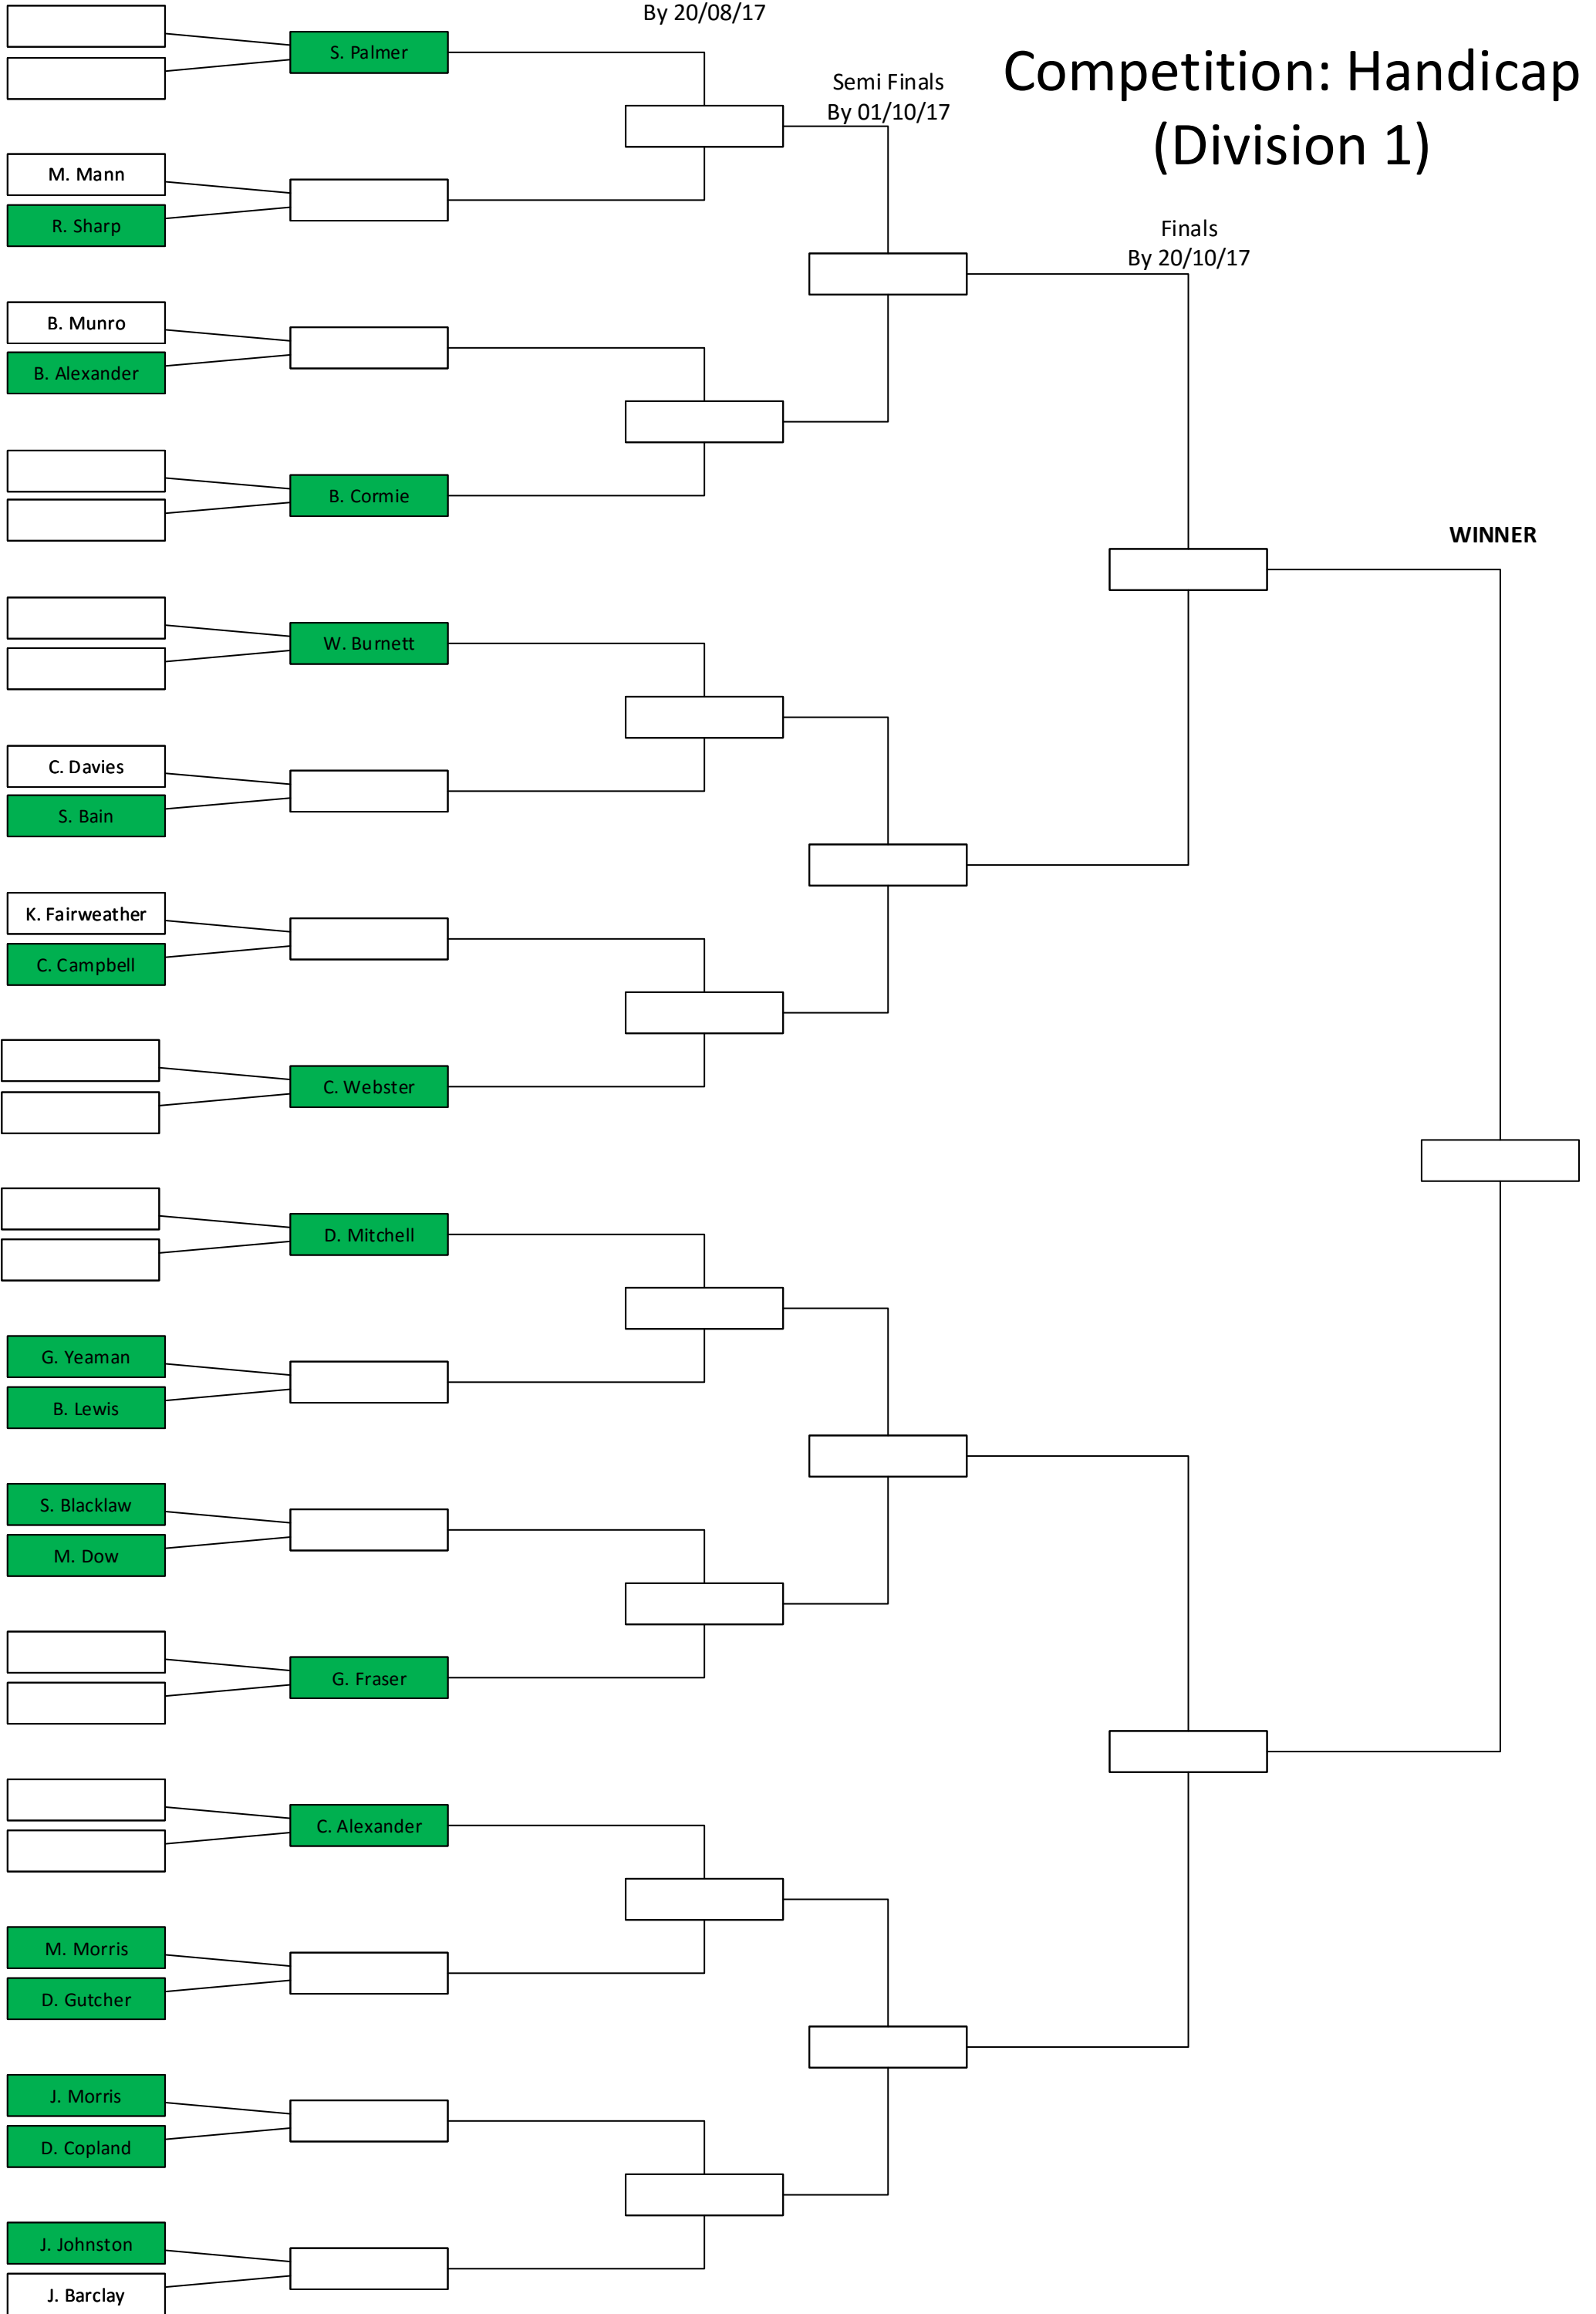 By 20/08/17
Competition: Handicap
(Division 1)
Semi Finals
By 01/10/17
Finals
By 20/10/17
WINNER
S. Palmer
M. Mann
R. Sharp
B. Munro
B. Alexander
B. Cormie
W. Burnett
C. Davies
S. Bain
K. Fairweather
C. Campbell
C. Webster
D. Mitchell
G. Yeaman
B. Lewis
S. Blacklaw
M. Dow
G. Fraser
C. Alexander
M. Morris
D. Gutcher
J. Morris
D. Copland
J. Johnston
J. Barclay